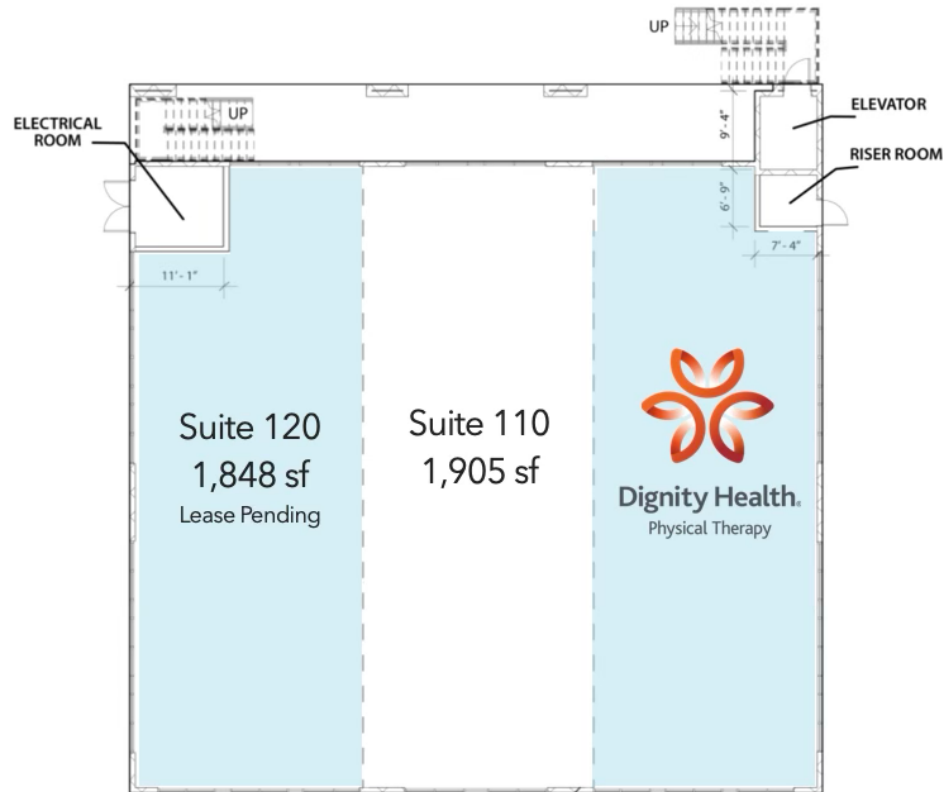 UP
ELEVATOR
ELECTRICAL
ROOM
UP
9' - 4"
RISER ROOM
6' - 9"
7' - 4"
11' - 1"
Suite 120
1,848 sf
Lease Pending
Suite 110
1,905 sf
Dignity Health®
Physical Therapy